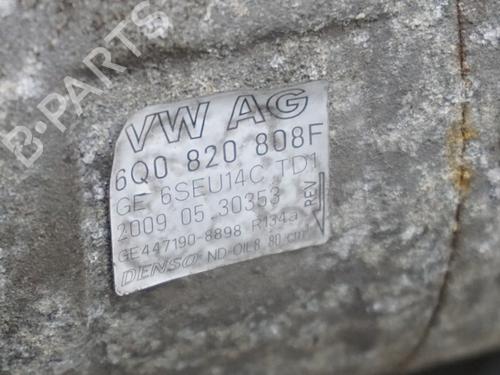 B-PARTS
VW AG
6Q0 820 808F
GE 6SEU14C TD1
2009 05 30353
GE447190-8898 R134a
DENSO ND-OIL8 80 cm³
REV